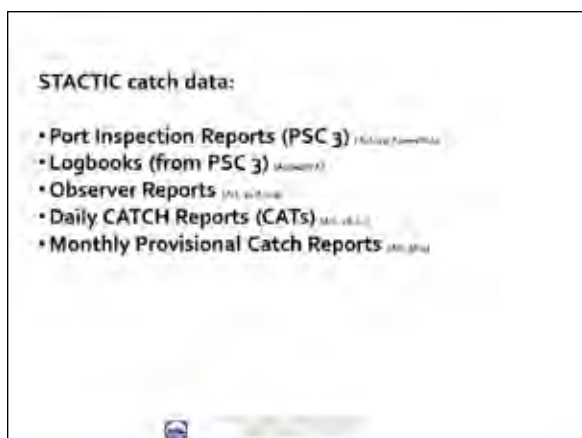 STACTIC catch data:
• Port Inspection Reports (PSC 3)
• Logbooks (from PSC 3)
• Observer Reports
• Daily CATCH Reports (CATs)
• Monthly Provisional Catch Reports